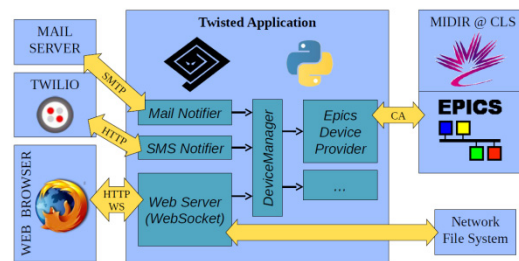 MAIL
SERVER
TWILIO
WEB BROWSER
SMTP
HTTP
HTTP
WS
Twisted Application
Mail Notifier
SMS Notifier
Web Server
(WebSocket)
DeviceManager
Epics
Device
Provider
...
CA
MIDIR @ CLS
EPICS
Network
File System